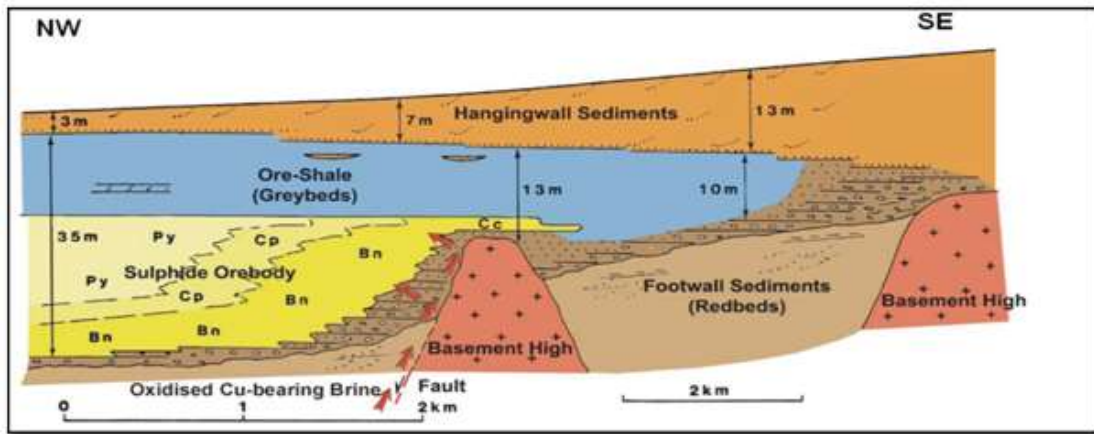 NW
SE
3m
7m
Hangingwall Sediments
13m
Ore-Shale
(Greybeds)
13m
10m
35m
Py
Cp
Cc
Bn
Sulphide Orebody
Py
Cp
Bn
Bn
Bn
Footwall Sediments
(Redbeds)
Basement High
Basement High
Oxidised Cu-bearing Brine
Fault
0
1
2km
2km